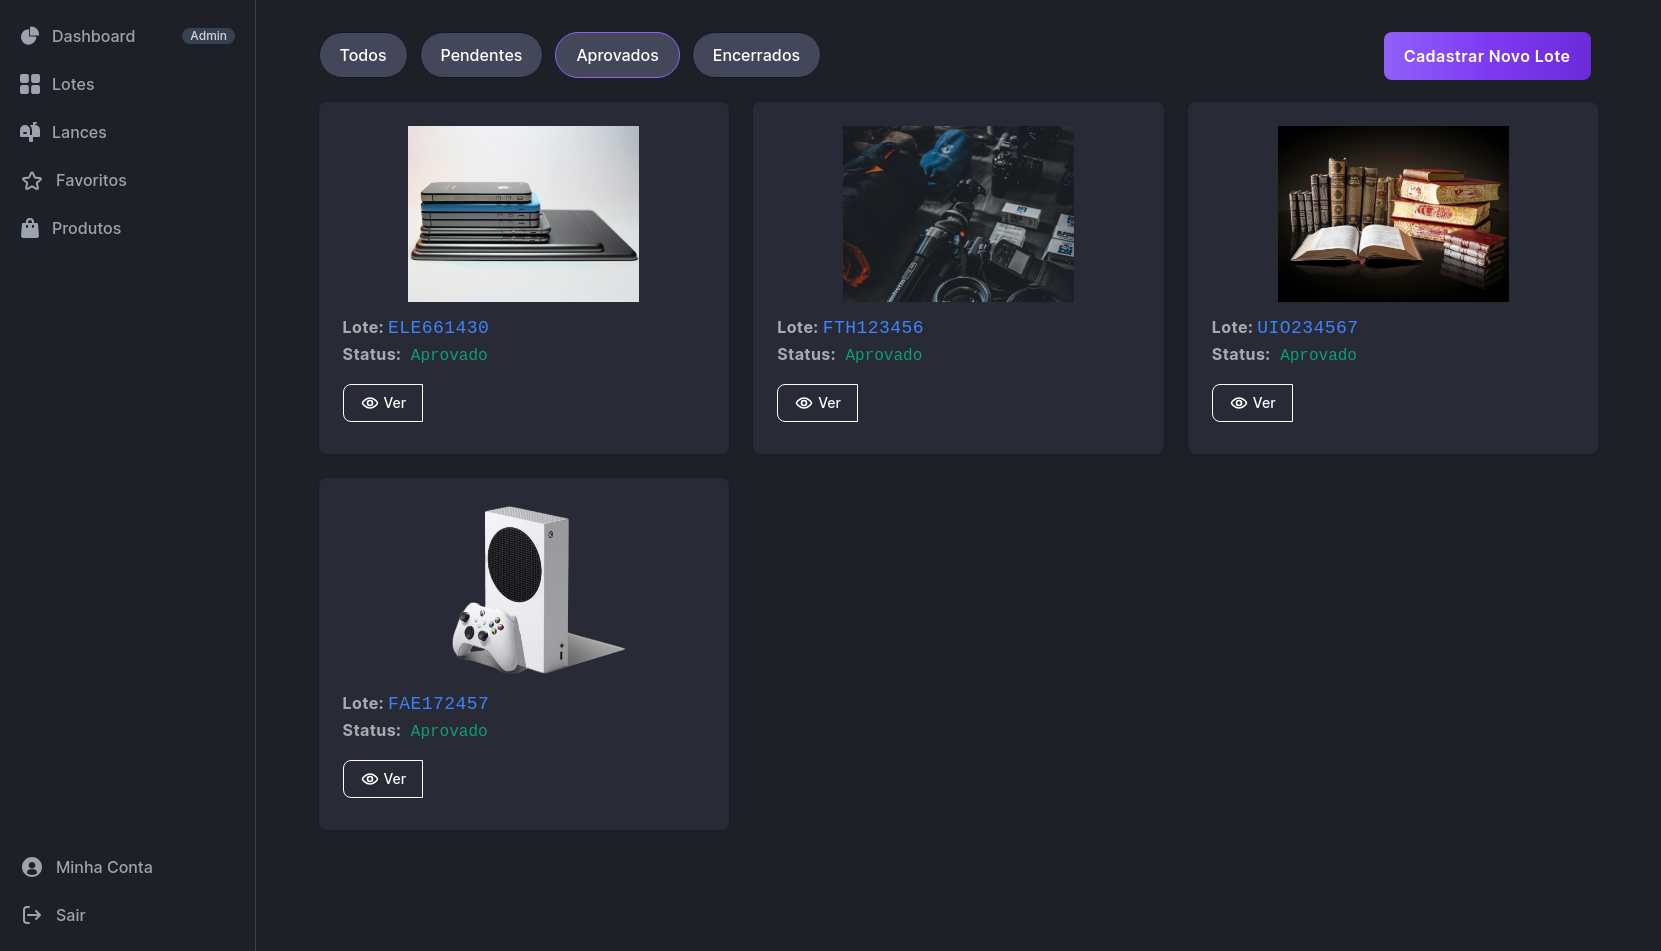 Dashboard Admin
Lotes
Lances
Favoritos
Produtos
Minha Conta
Sair
Todos Pendentes Aprovados Encerrados
Cadastrar Novo Lote
Lote: ELE661430
Status: Aprovado
Ver
Lote: FTH123456
Status: Aprovado
Ver
Lote: UIO234567
Status: Aprovado
Ver
Lote: FAE172457
Status: Aprovado
Ver